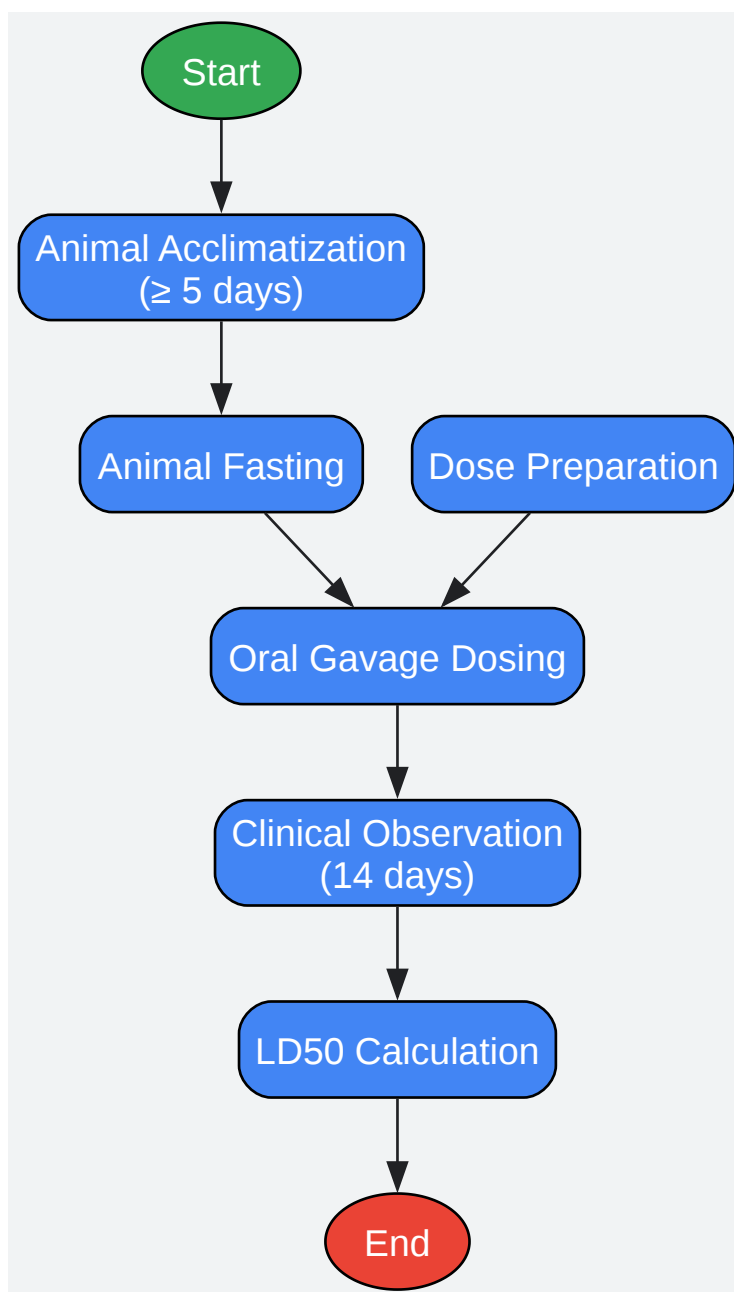 Start
Animal Acclimatization
(≥ 5 days)
Animal Fasting
Dose Preparation
Oral Gavage Dosing
Clinical Observation
(14 days)
LD50 Calculation
End